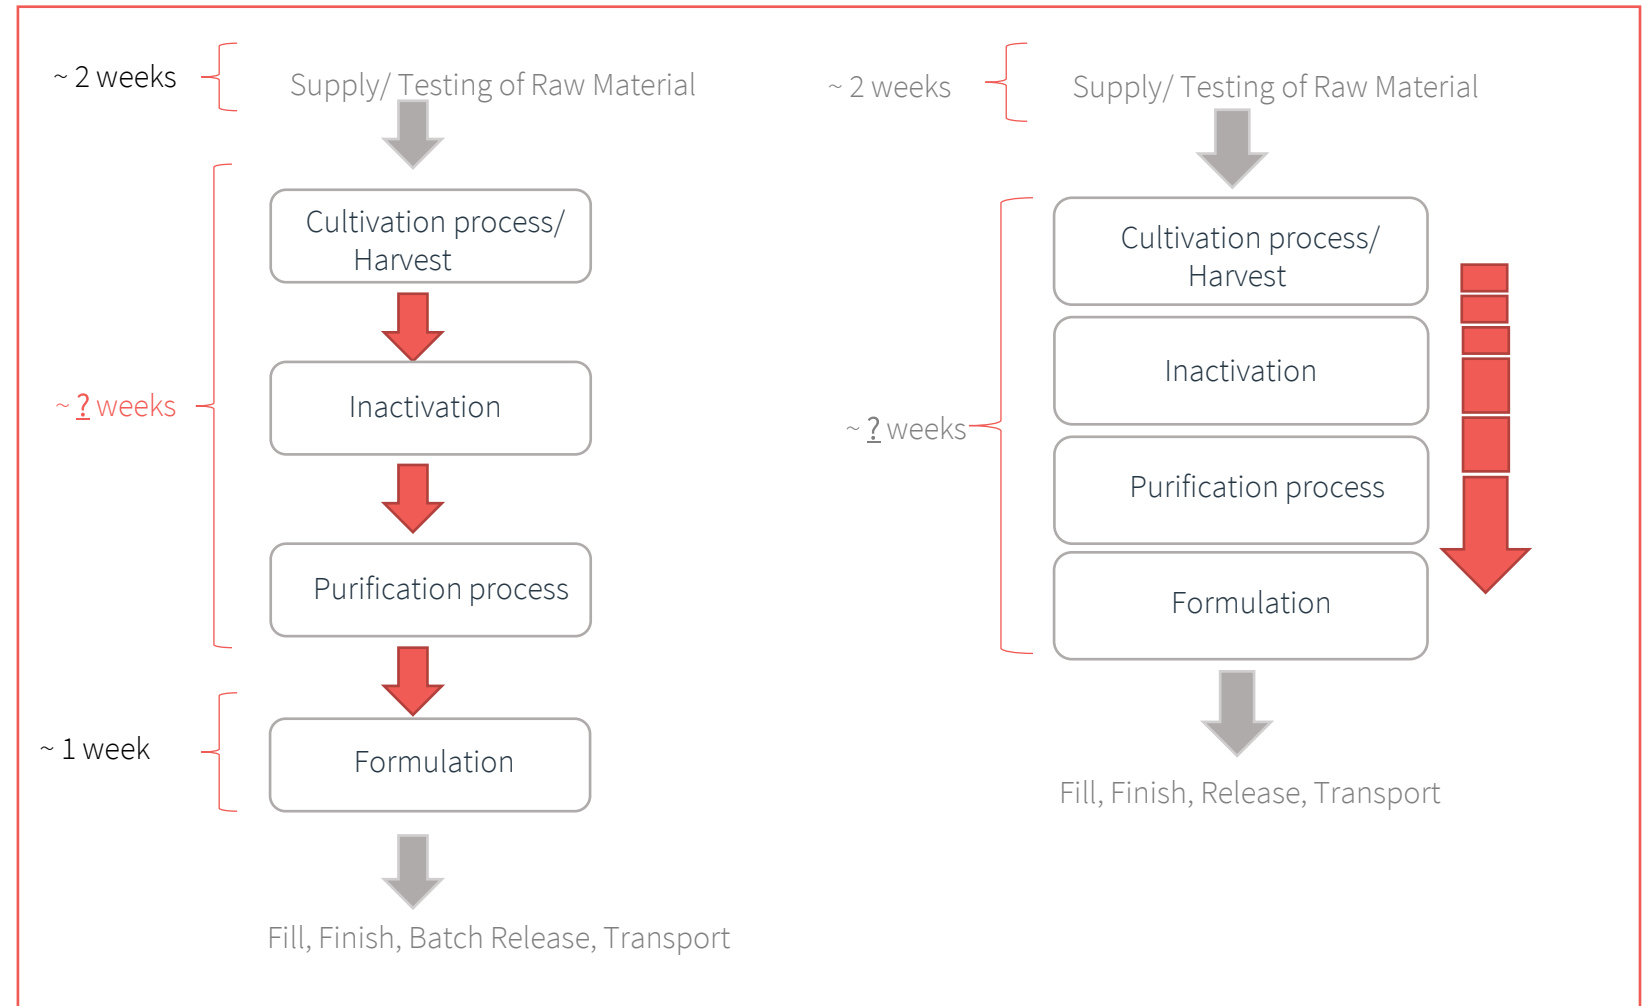 ~ 2 weeks
Supply/ Testing of Raw Material
Cultivation process/
Harvest
~ ? weeks
Inactivation
Purification process
~ 1 week
Formulation
Fill, Finish, Batch Release, Transport
~ 2 weeks
Supply/ Testing of Raw Material
Cultivation process/
Harvest
Inactivation
~ ? weeks
Purification process
Formulation
Fill, Finish, Release, Transport